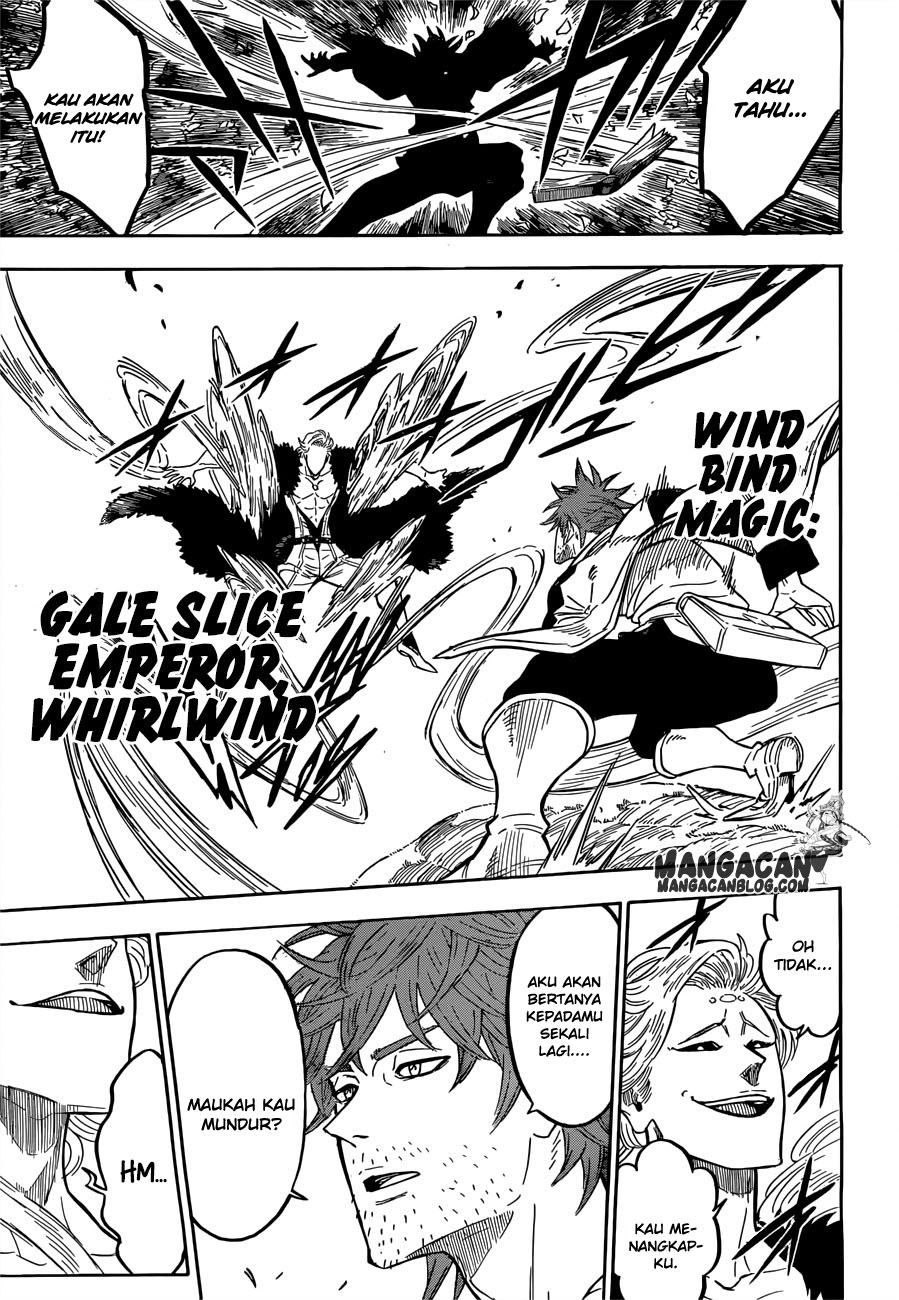 AKU
TAHU...
KAU AKAN
MELAKUKAN
ITU!
WIND
BIND
MAGIC:
GALE SLICE
EMPEROR,
WHIRLWIND
MANGACAN
MANGACANBLOG.COM
OH
TIDAK...
KAU ME-
NANGKAP-
KU.
AKU AKAN
BERTANYA
KEPADAMU
SEKALI
LAGI....
MAUKAH KAU
MUNDUR?
HM...